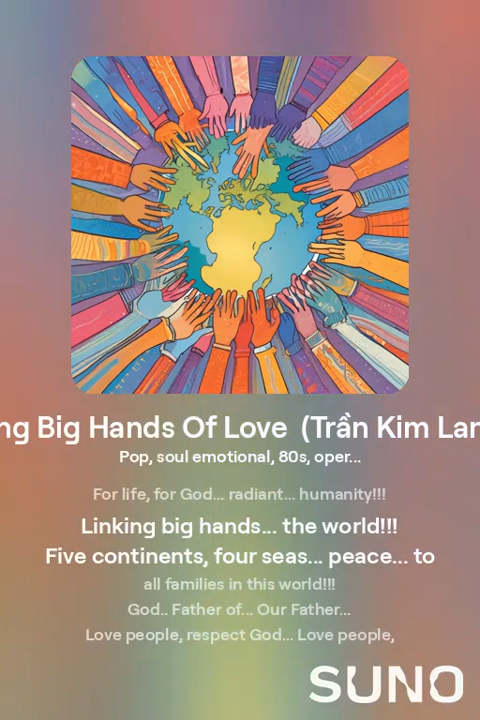 ng Big Hands Of Love (Trần Kim Lan
Pop, soul emotional, 80s, oper...
For life, for God... radiant... humanity!!!
Linking big hands... the world!!!
Five continents, four seas... peace... to
all families in this world!!!
God.. Father of... Our Father...
Love people, respect God... Love people,
SUNO